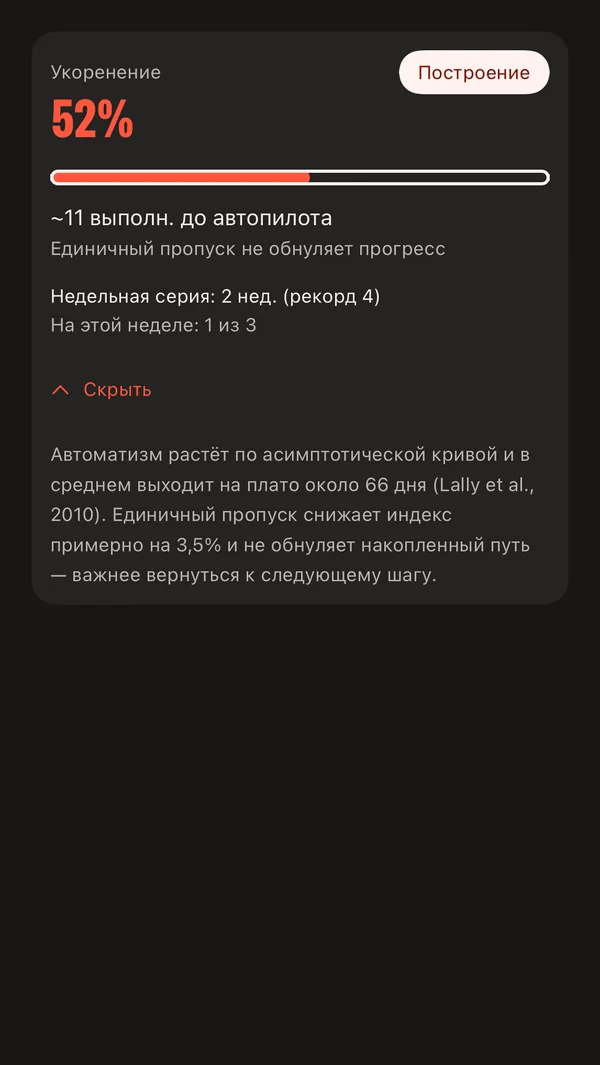 Укоренение
Построение
52%
~11 выполн. до автопилота
Единичный пропуск не обнуляет прогресс
Недельная серия: 2 нед. (рекорд 4)
На этой неделе: 1 из 3
Скрыть
Автоматизм растёт по асимптотической кривой и в
среднем выходит на плато около 66 дня (Lally et al.,
2010). Единичный пропуск снижает индекс
примерно на 3,5% и не обнуляет накопленный путь
— важнее вернуться к следующему шагу.